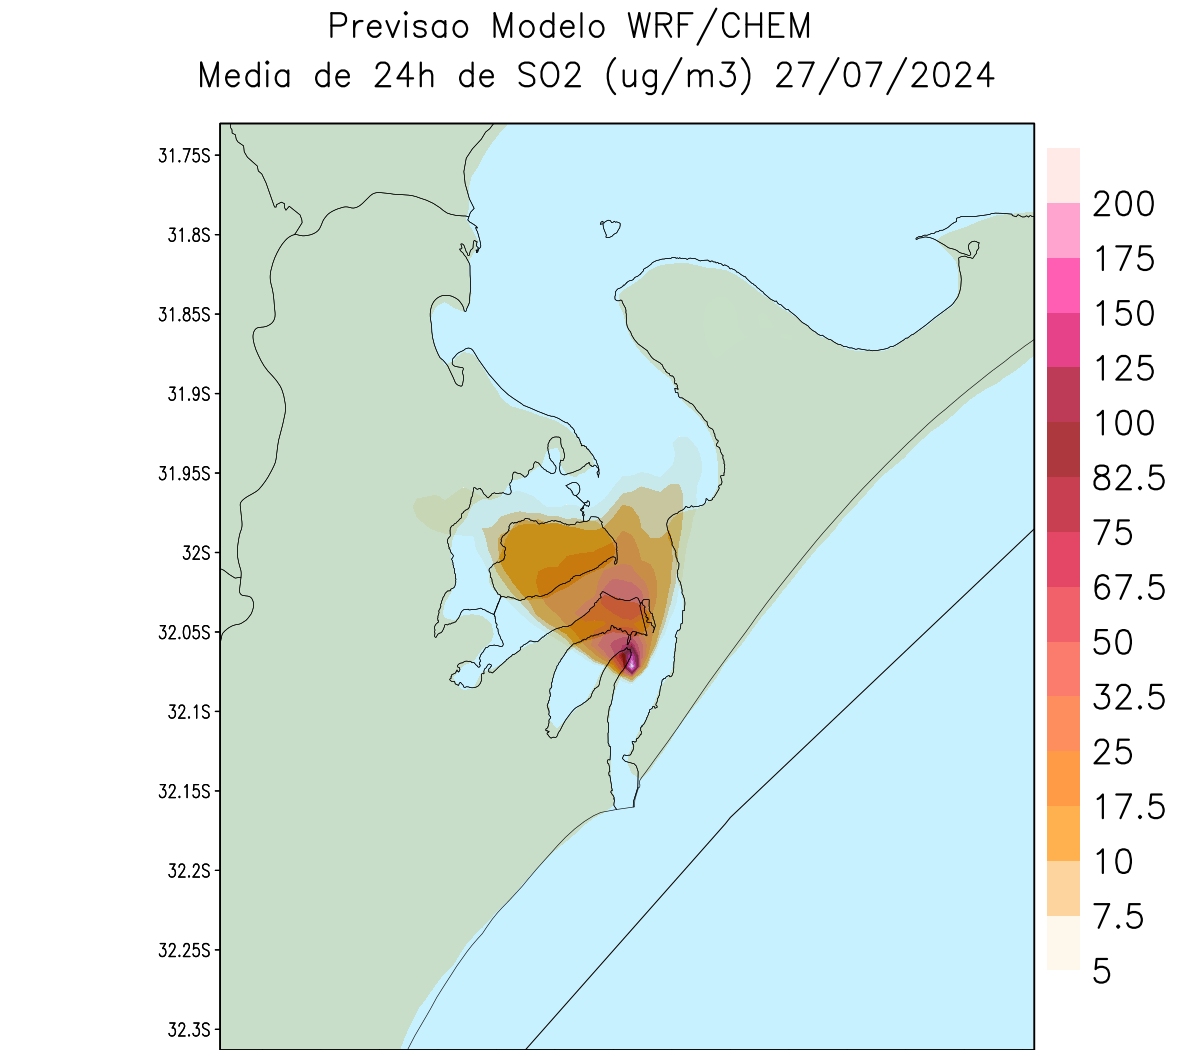 Previsao Modelo WRF/CHEM
Media de 24h de SO2 (ug/m3) 27/07/2024
31.75S
31.8S
31.85S
31.9S
31.95S
32S
32.05S
32.1S
32.15S
32.2S
32.25S
32.3S
200
175
150
125
100
82.5
75
67.5
50
32.5
25
17.5
10
7.5
5